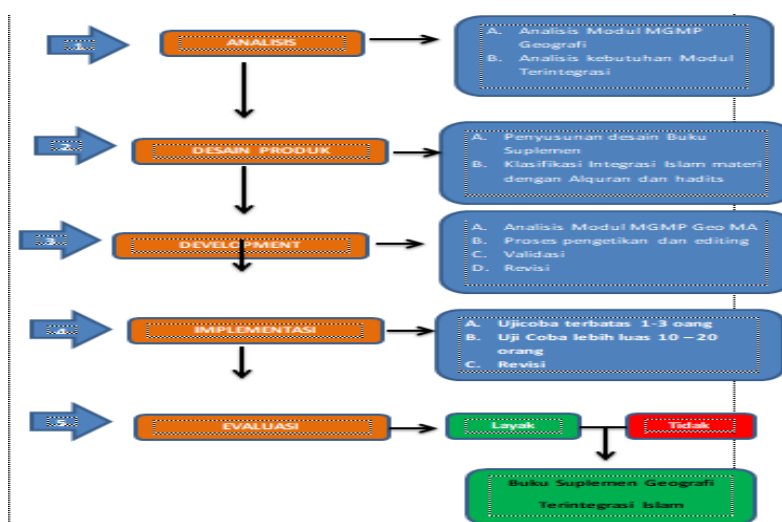 1.
ANALISIS
A. Analisis Modul MGMP
Geografi
B. Analisis kebutuhan Modul
Terintegrasi
2.
DESAIN PRODUK
A. Penyusunan desain Buku
Suplemen
B. Klasifikasi Integrasi Islam materi
dengan Alquran dan hadits
3.
DEVELOPMENT
A. Analisis Modul MGMP Geo MA
B. Proses pengetikan dan editing
C. Validasi
D. Revisi
4.
IMPLEMENTASI
A. Ujicoba terbatas 1-3 oang
B. Uji Coba lebih luas 10 – 20
orang
C. Revisi
5.
EVALUASI
Layak
Tidak
Buku Suplemen Geografi
Terintegrasi Islam